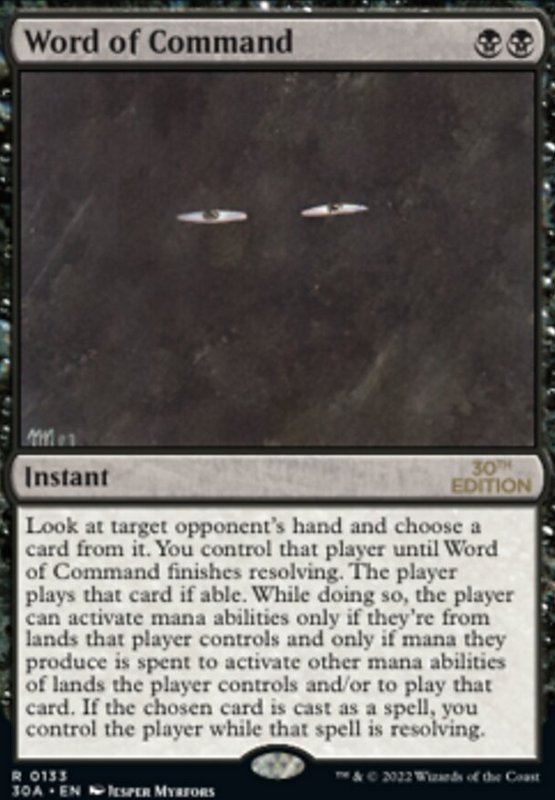 Word of Command
30TH
Instant
EDITION
Look at target opponent's hand and choose a
card from it. You control that player until Word
of Command finishes resolving. The player
plays that card if able. While doing so, the player
can activate mana abilities only if they're from
lands that player controls and only if mana they
produce is spent to activate other mana abilities
of lands the player controls and/or to play that
card. If the chosen card is cast as a spell, you
control the player while that spell is resolving.
R 0133
30A • EN Jesper Myrfors
™ & © 2022 Wizards of the Coast